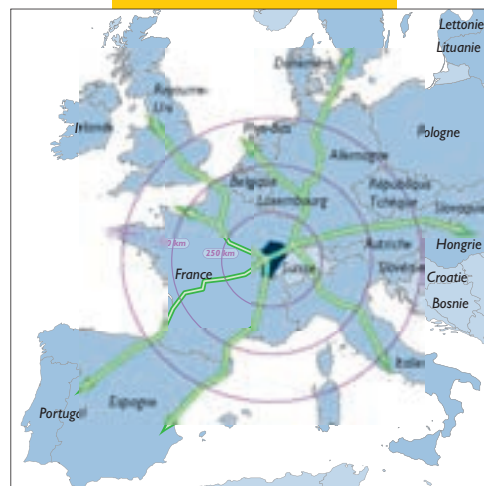 Lettonie
Lituanie
Danemark
Royaume-
Uni
Irlande
Pays-Bas
Pologne
Allemagne
Belgique
Luxembourg
République
Tchèque
Slovaquie
250 km
Autriche
Hongrie
France
Suisse
Slovénie
Croatie
Bosnie
Italie
Portugal
Espagne